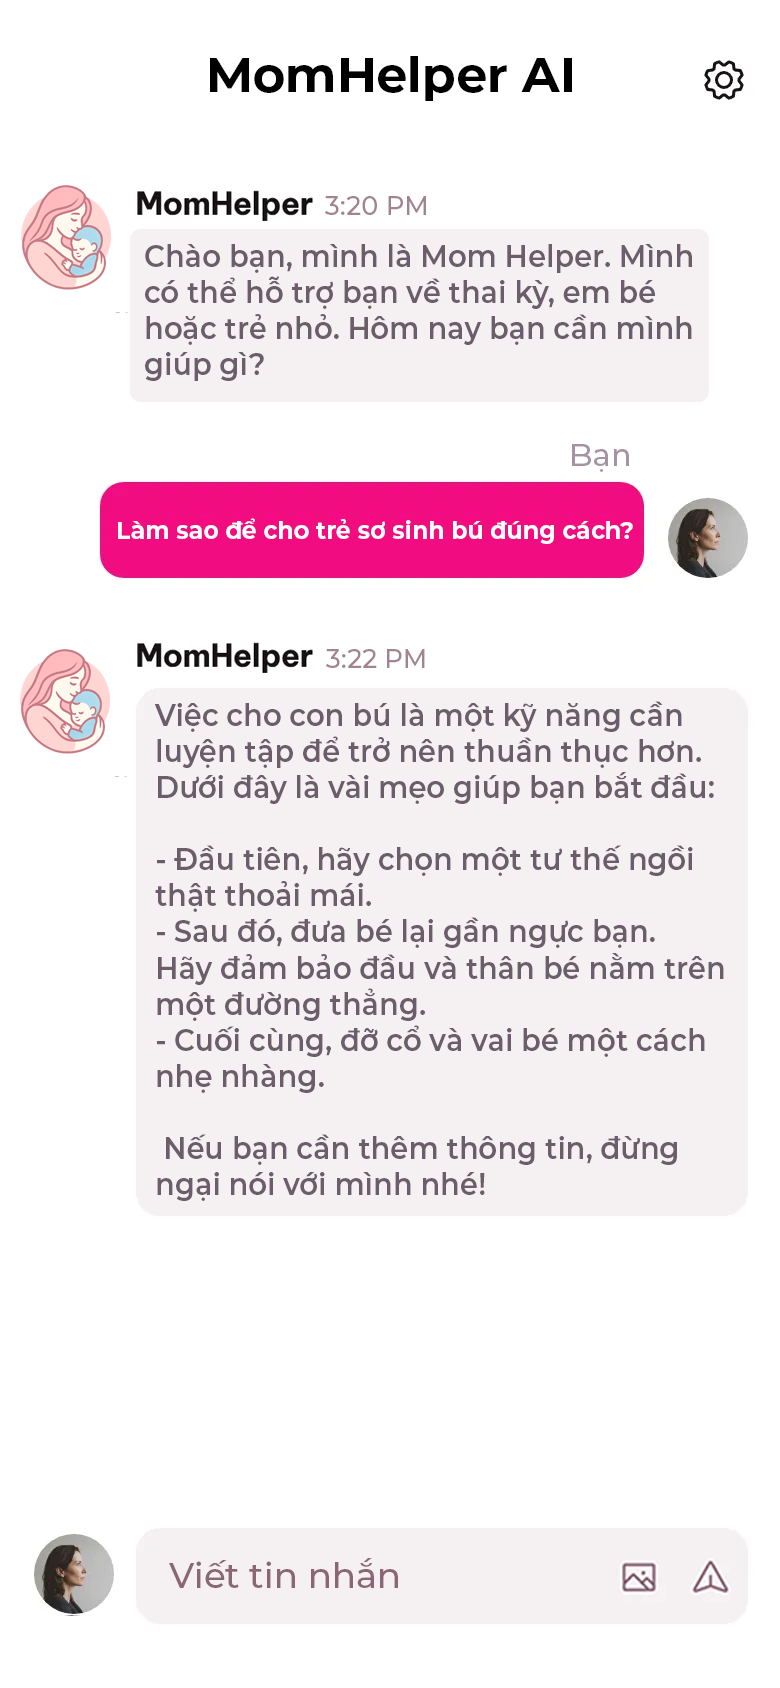 MomHelper AI
MomHelper 3:20 PM
Chào bạn, mình là Mom Helper. Mình
có thể hỗ trợ bạn về thai kỳ, em bé
hoặc trẻ nhỏ. Hôm nay bạn cần mình
giúp gì?
Bạn
Làm sao để cho trẻ sơ sinh bú đúng cách?
MomHelper 3:22 PM
Việc cho con bú là một kỹ năng cần
luyện tập để trở nên thuần thục hơn.
Dưới đây là vài mẹo giúp bạn bắt đầu:
- Đầu tiên, hãy chọn một tư thế ngồi
thật thoải mái.
- Sau đó, đưa bé lại gần ngực bạn.
Hãy đảm bảo đầu và thân bé nằm trên
một đường thẳng.
- Cuối cùng, đỡ cổ và vai bé một cách
nhẹ nhàng.
Nếu bạn cần thêm thông tin, đừng
ngại nói với mình nhé!
Viết tin nhắn